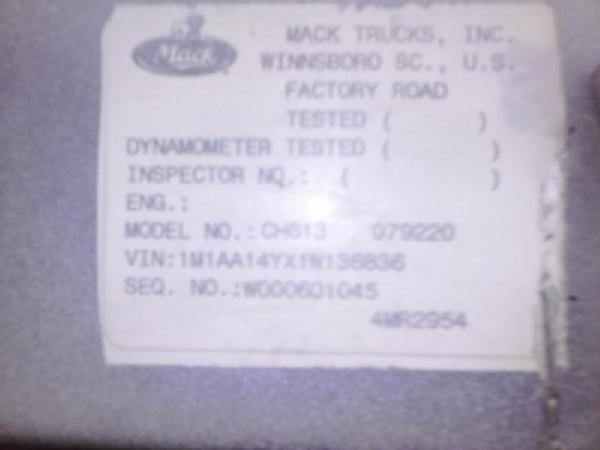 Mack
MACK TRUCKS, INC.
WINNSBORO SC., U.S.
FACTORY ROAD
TESTED ( )
DYNAMOMETER TESTED ( )
INSPECTOR NO.: ( )
ENG.:
MODEL NO.:CH613 079220
VIN:1M1AA14YX1W136836
SEQ. NO.:W000601045
4MR2954